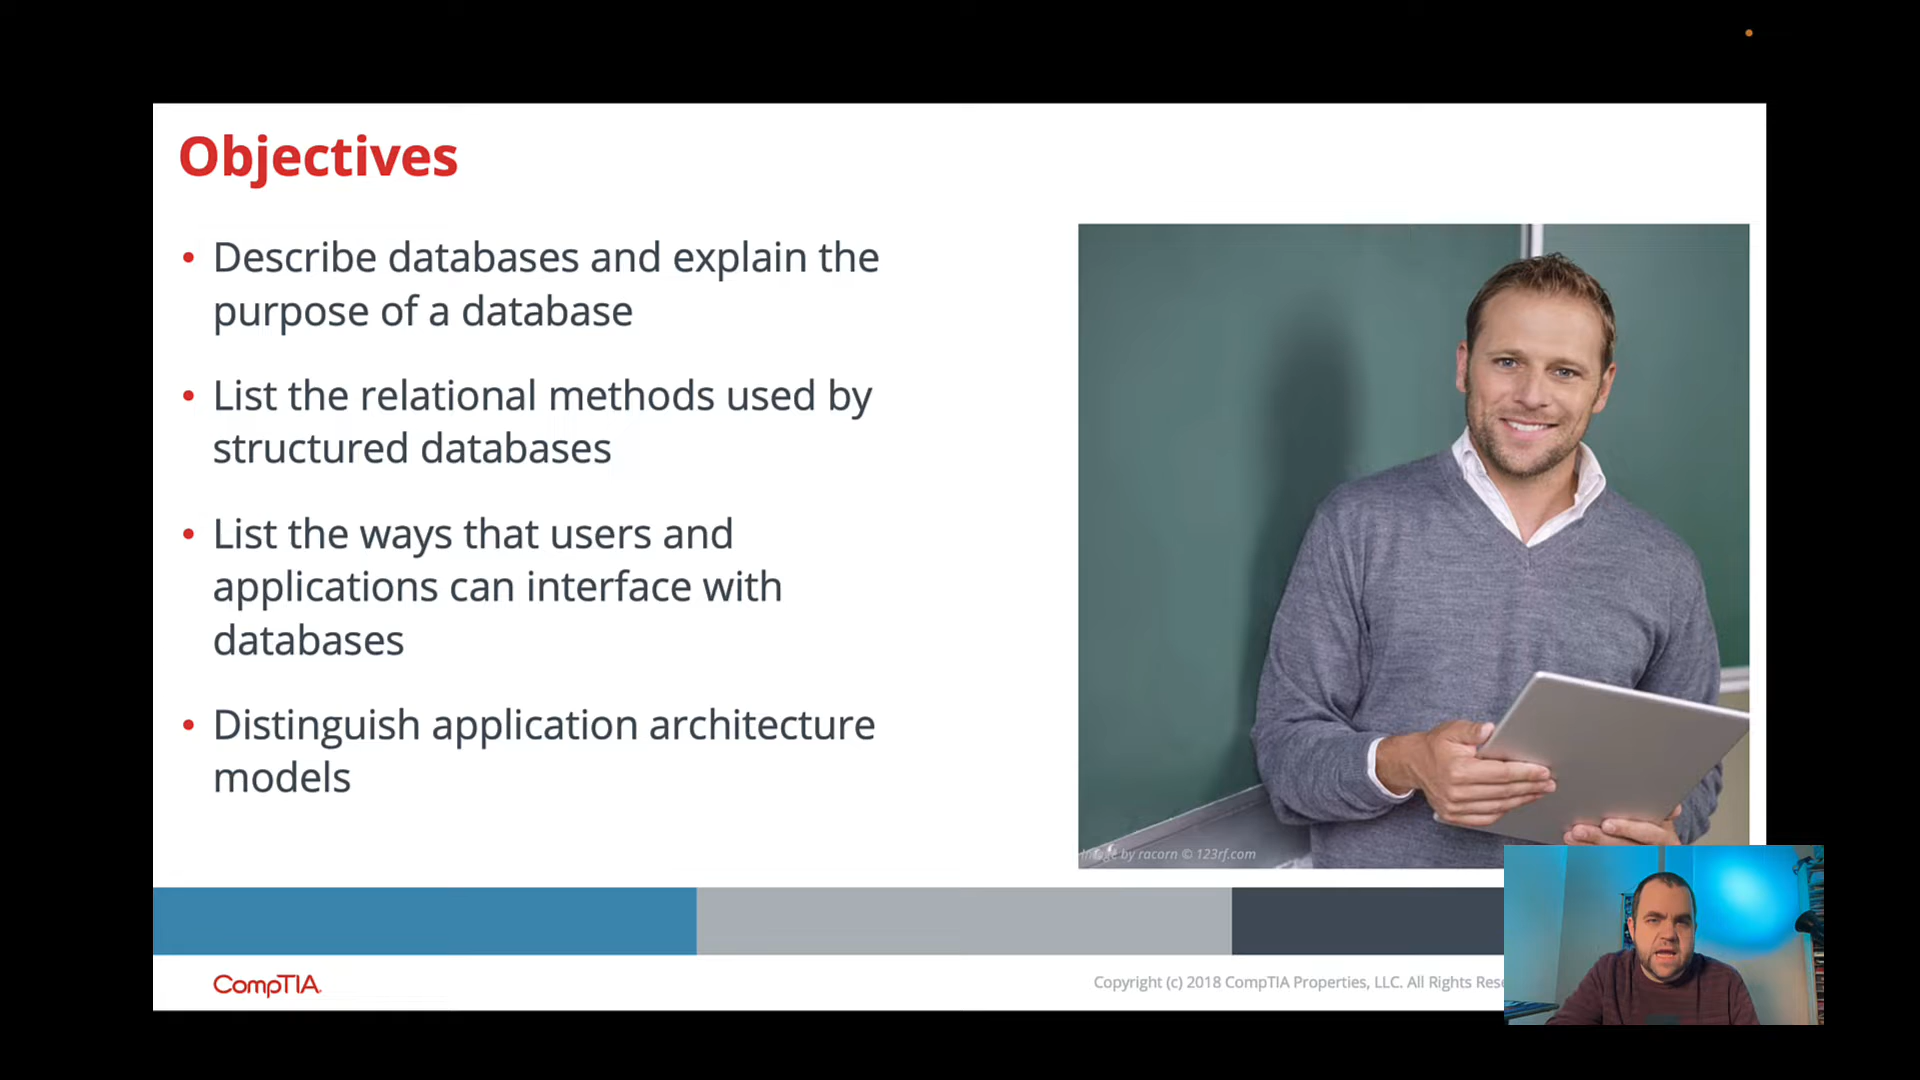 Objectives
• Describe databases and explain the
purpose of a database
• List the relational methods used by
structured databases
• List the ways that users and
applications can interface with
databases
• Distinguish application architecture
models
Image by racorn © 123rf.com
CompTIA.
Copyright (c) 2018 CompTIA Properties, LLC. All Rights